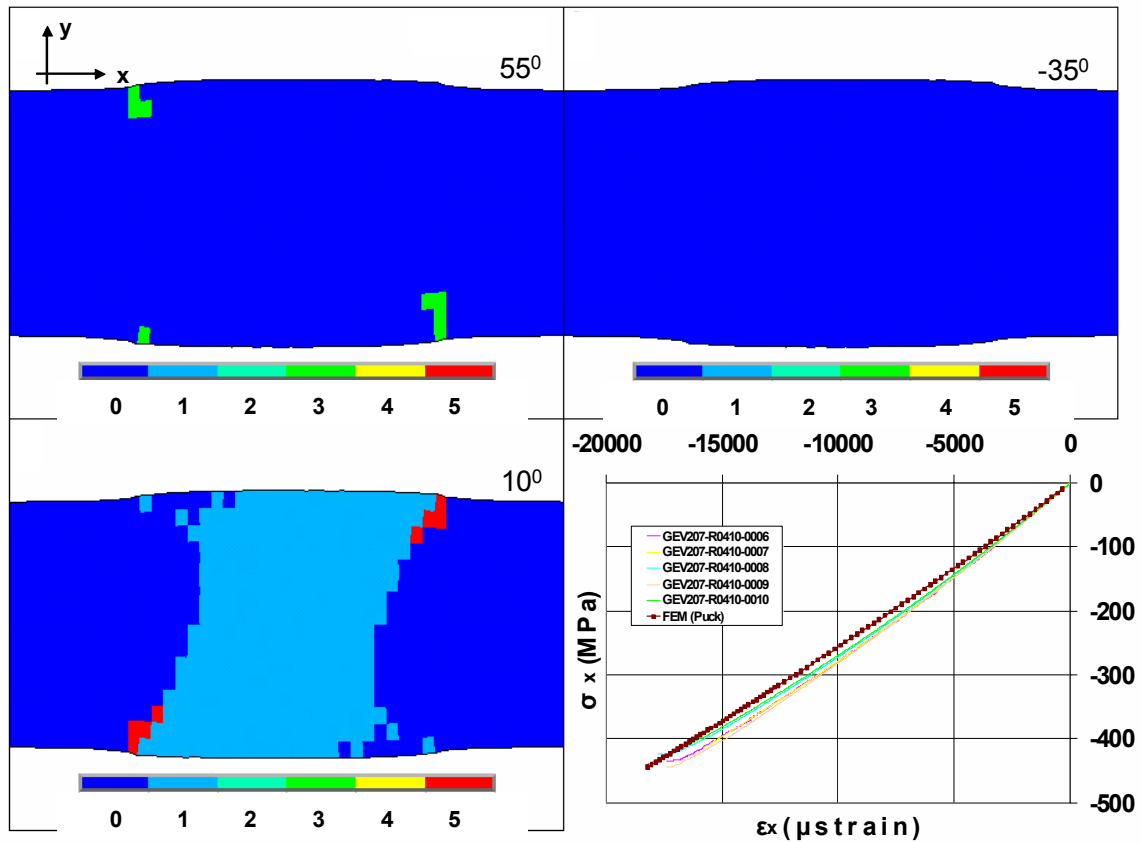 y
x
55⁰
0 1 2 3 4 5
-35⁰
0 1 2 3 4 5
10⁰
0 1 2 3 4 5
-20000 -15000 -10000 -5000 0
0
-100
-200
-300
-400
-500
GEV207-R0410-0006
GEV207-R0410-0007
GEV207-R0410-0008
GEV207-R0410-0009
GEV207-R0410-0010
FEM (Puck)
σ x (MPa)
εx (μstrain)